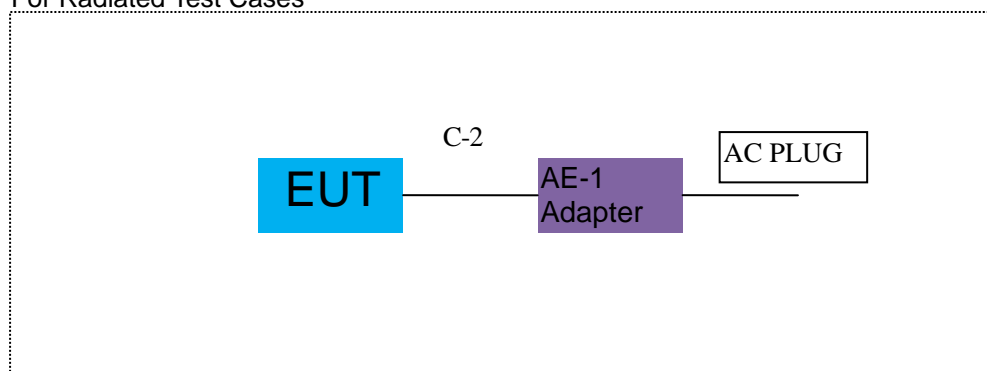 For Radiated Test Cases
C-2
AC PLUG
EUT
AE-1
Adapter